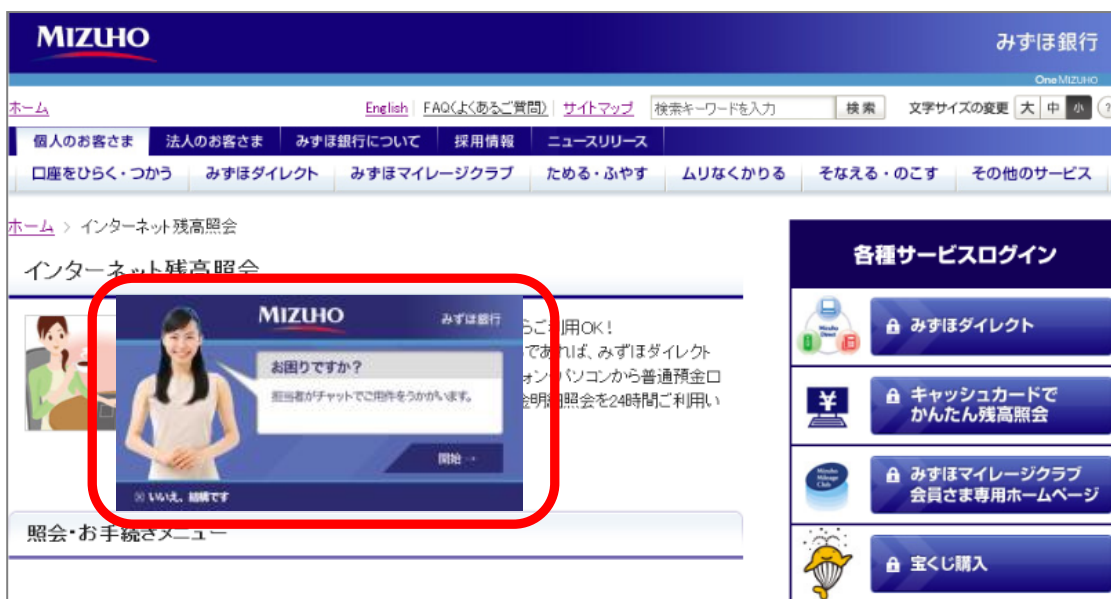 MIZUHO
みずほ銀行
One MIZUHO
ホーム
English FAQ(よくあるご質問) サイトマップ 検索キーワードを入力 検索 文字サイズの変更 大 中 小 ?
個人のお客さま 法人のお客さま みずほ銀行について 採用情報 ニュースリリース
口座をひらく・つかう みずほダイレクト みずほマイレージクラブ ためる・ふやす ムリなくかりる そなえる・のこす その他のサービス
ホーム > インターネット残高照会
インターネット残高照会
MIZUHO みずほ銀行
お困りですか?
担当者がチャットでご用件をうかがいます。
開始→
いいえ、結構です
らご利用OK!
であれば、みずほダイレクト
ォン・パソコンから普通預金口
金明細照会を24時間ご利用い
照会・お手続きメニュー
各種サービスログイン
Mizuho Direct
みずほダイレクト
¥
キャッシュカードで
かんたん残高照会
Mizuho Mileage Club
みずほマイレージクラブ
会員さま専用ホームページ
宝くじ購入